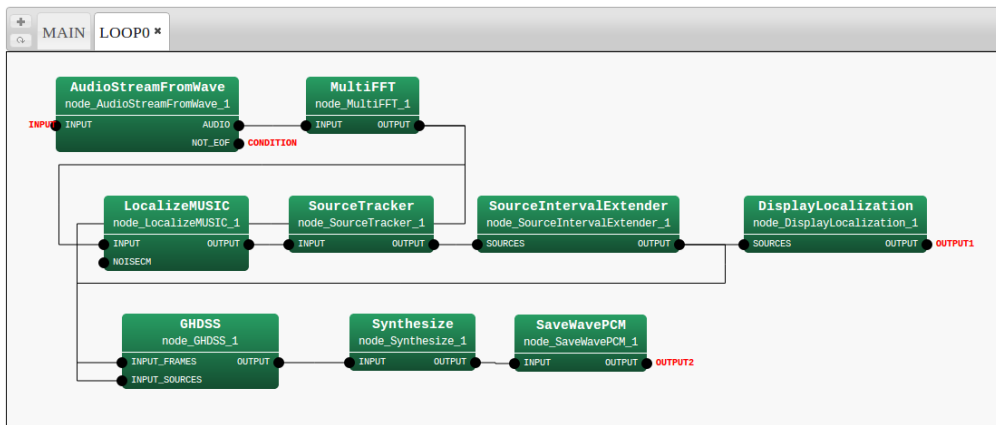 MAIN LOOP0
AudioStreamFromWave
node_AudioStreamFromWave_1
INPUT INPUT AUDIO
NOT_EOF CONDITION
MultiFFT
node_MultiFFT_1
INPUT OUTPUT
LocalizeMUSIC
node_LocalizeMUSIC_1
INPUT OUTPUT
NOISECM
SourceTracker
node_SourceTracker_1
INPUT OUTPUT
SourceIntervalExtender
node_SourceIntervalExtender_1
SOURCES OUTPUT
DisplayLocalization
node_DisplayLocalization_1
SOURCES OUTPUT OUTPUT1
GHDSS
node_GHDSS_1
INPUT_FRAMES OUTPUT
INPUT_SOURCES
Synthesize
node_Synthesize_1
INPUT OUTPUT
SaveWavePCM
node_SaveWavePCM_1
INPUT OUTPUT OUTPUT2